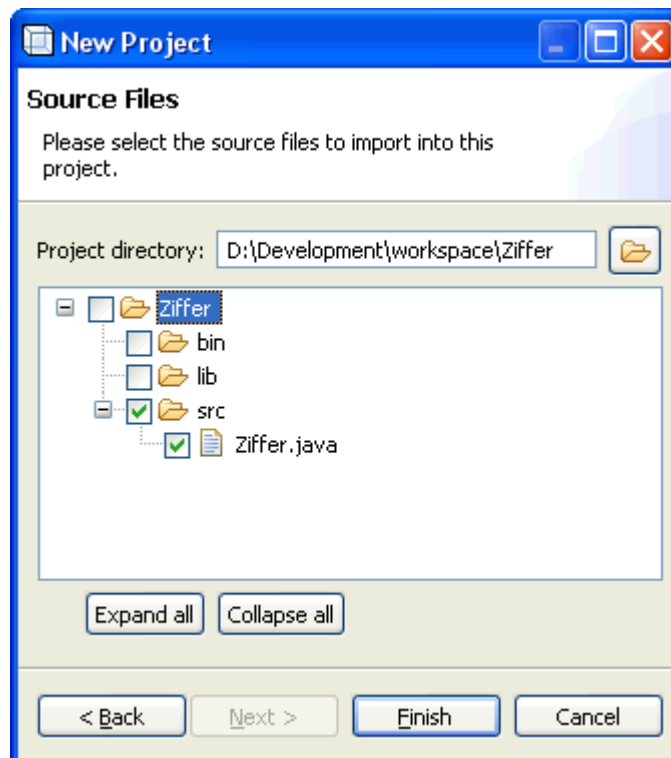 New Project
Source Files
Please select the source files to import into this
project.
Project directory: D:\Development\workspace\Ziffer
Ziffer
bin
lib
src
Ziffer.java
Expand all Collapse all
< Back Next > Finish Cancel